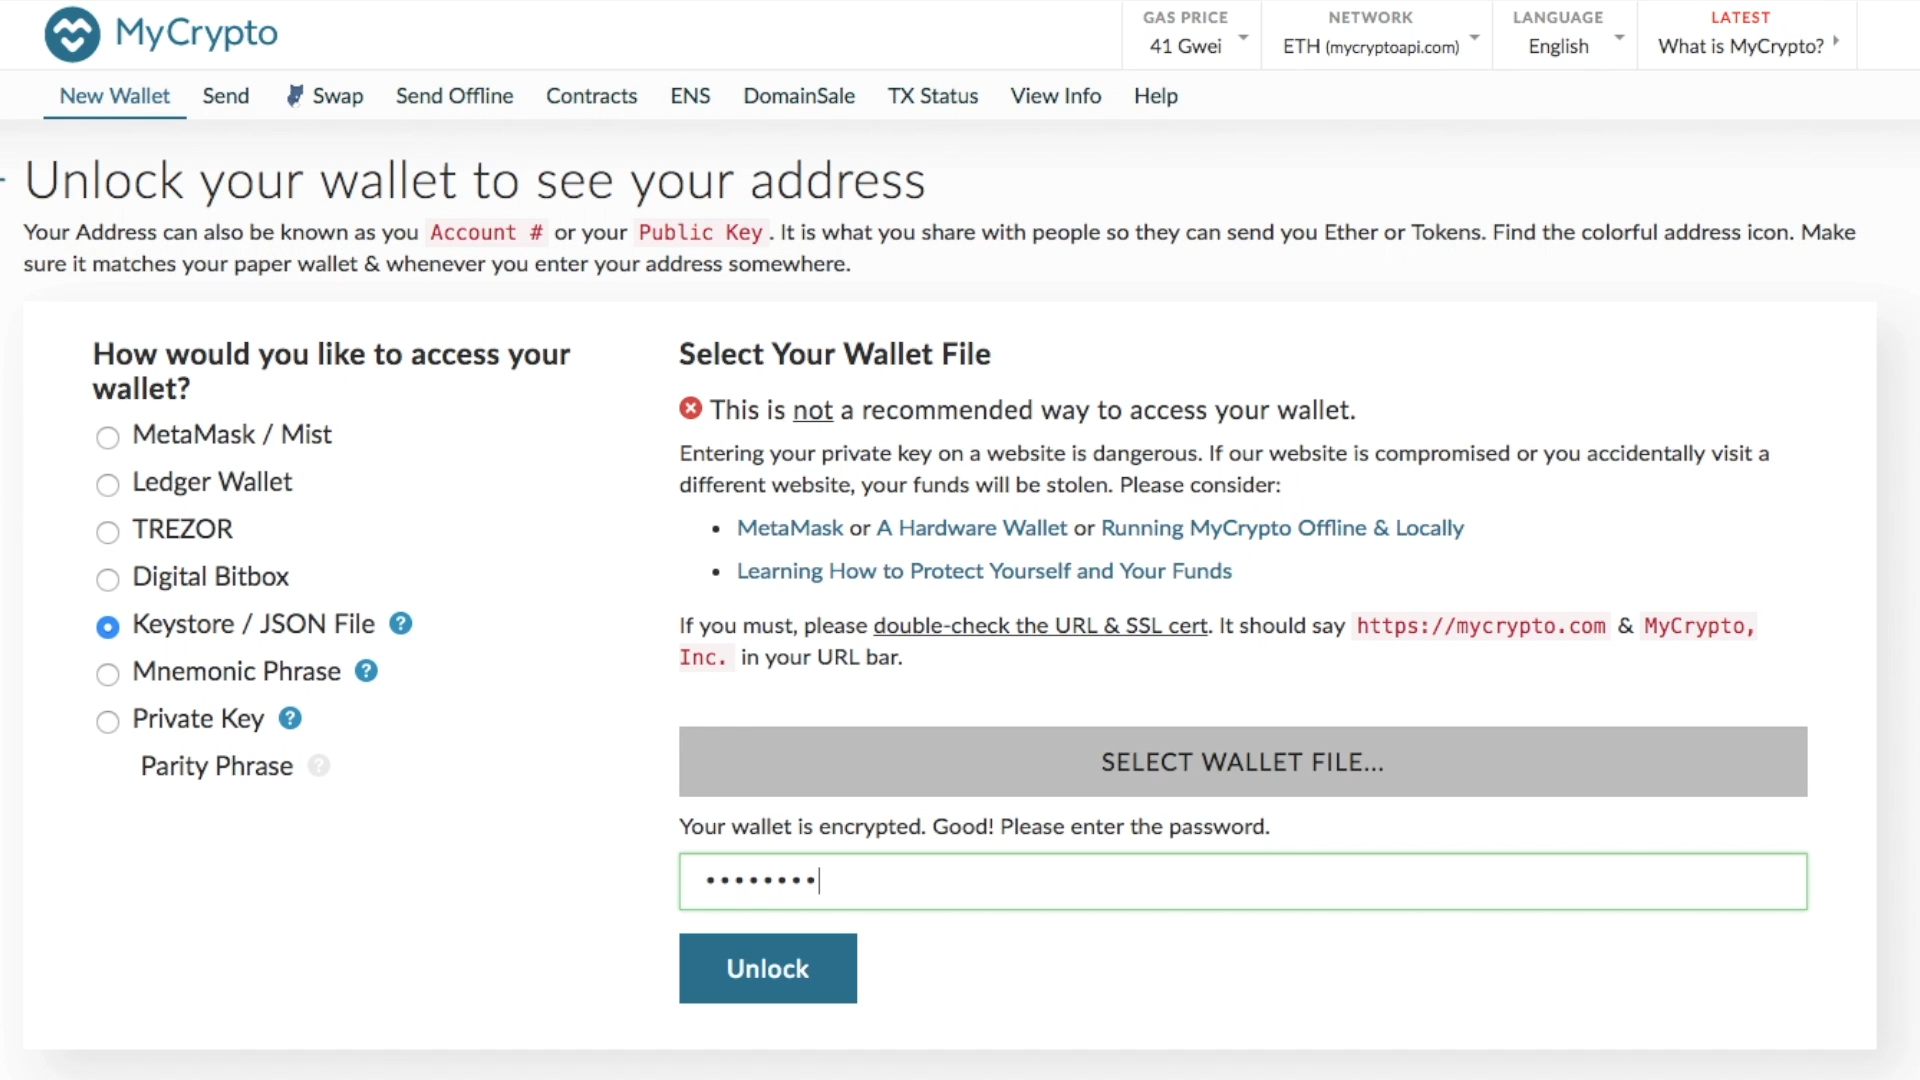 MyCrypto
GAS PRICE
41 Gwei
NETWORK
ETH (mycryptoapi.com)
LANGUAGE
English
LATEST
What is MyCrypto?
New Wallet Send Swap Send Offline Contracts ENS DomainSale TX Status View Info Help
Unlock your wallet to see your address
Your Address can also be known as you Account # or your Public Key. It is what you share with people so they can send you Ether or Tokens. Find the colorful address icon. Make
sure it matches your paper wallet & whenever you enter your address somewhere.
How would you like to access your
wallet?
MetaMask / Mist
Ledger Wallet
TREZOR
Digital Bitbox
Keystore / JSON File ?
Mnemonic Phrase ?
Private Key ?
Parity Phrase ?
Select Your Wallet File
This is not a recommended way to access your wallet.
Entering your private key on a website is dangerous. If our website is compromised or you accidentally visit a
different website, your funds will be stolen. Please consider:
• MetaMask or A Hardware Wallet or Running MyCrypto Offline & Locally
• Learning How to Protect Yourself and Your Funds
If you must, please double-check the URL & SSL cert. It should say https://mycrypto.com & MyCrypto,
Inc. in your URL bar.
SELECT WALLET FILE...
Your wallet is encrypted. Good! Please enter the password.
••••••••
Unlock